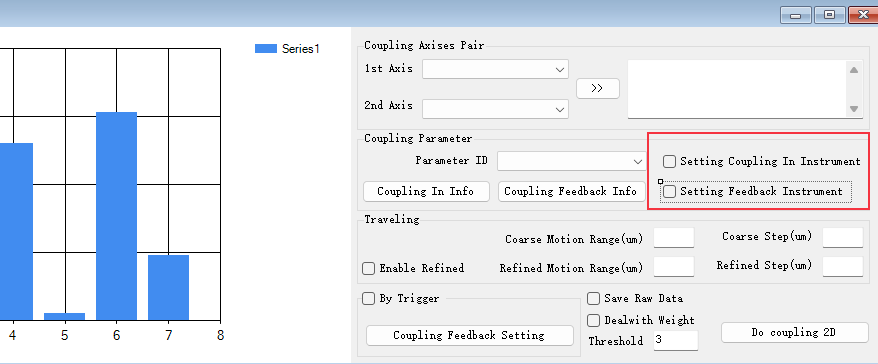 Series1
4 5 6 7 8
Coupling Axises Pair
1st Axis
>>
2nd Axis
Coupling Parameter
Parameter ID
Setting Coupling In Instrument
Coupling In Info
Coupling Feedback Info
Setting Feedback Instrument
Traveling
Coarse Motion Range(um)
Coarse Step(um)
Enable Refined
Refined Motion Range(um)
Refined Step(um)
By Trigger
Save Raw Data
Dealwith Weight
Coupling Feedback Setting
Threshold 3
Do coupling 2D